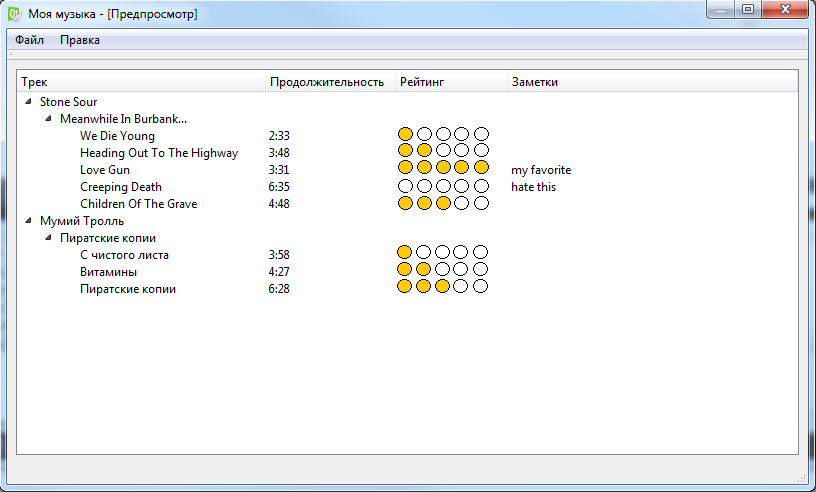 Моя музыка - [Предпросмотр]
Файл Правка
Трек Продолжительность Рейтинг Заметки
Stone Sour
Meanwhile In Burbank...
We Die Young 2:33
Heading Out To The Highway 3:48
Love Gun 3:31 my favorite
Creeping Death 6:35 hate this
Children Of The Grave 4:48
Мумий Тролль
Пиратские копии
С чистого листа 3:58
Витамины 4:27
Пиратские копии 6:28